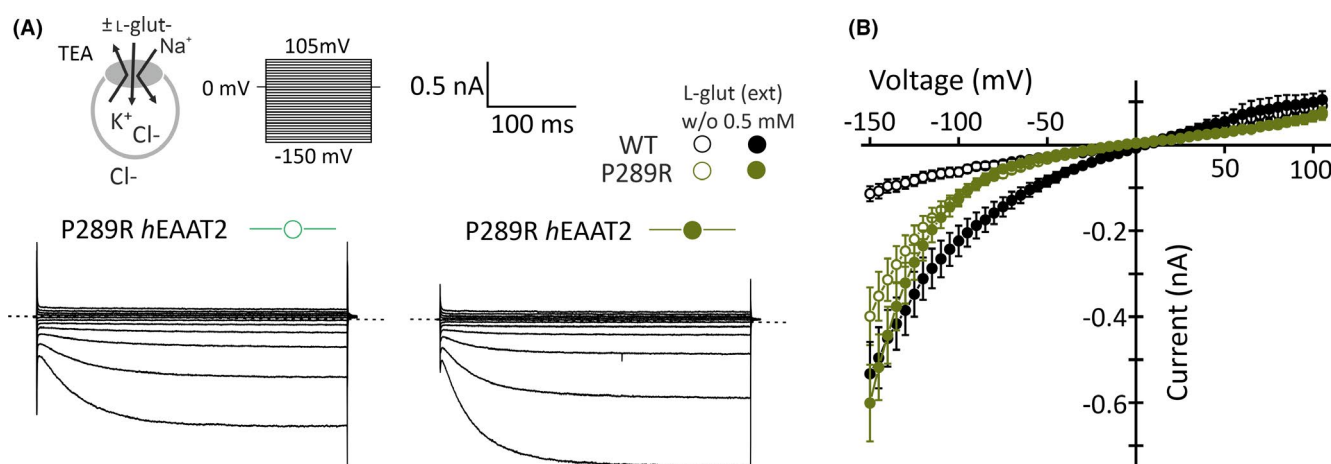 (A)
± L-glut-
TEA
Na+
K+
Cl-
Cl-
105mV
0 mV
-150 mV
0.5 nA
100 ms
L-glut (ext)
w/o 0.5 mM
WT
P289R
P289R hEAAT2
P289R hEAAT2
(B)
Voltage (mV)
-150 -100 -50
50 100
-0.2
-0.4
-0.6
Current (nA)